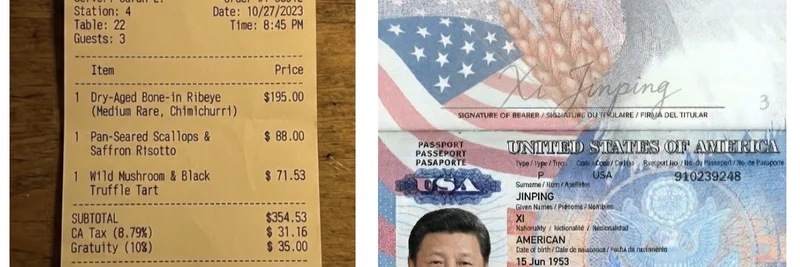 Station: 4 Date: 10/27/2023
Table: 22 Time: 8:45 PM
Guests: 3
Item Price
1 Dry-Aged Bone-in Ribeye $195.00
(Medium Rare, Chimichurri)
1 Pan-Seared Scallops & $ 88.00
Saffron Risotto
1 Wild Mushroom & Black $ 71.53
Truffle Tart
SUBTOTAL $354.53
CA Tax (8.79%) $ 31.16
Gratuity (10%) $ 35.00
Xi Jinping
SIGNATURE OF BEARER / SIGNATURE DU TITULAIRE / FIRMA DEL TITULAR
3
PASSPORT
PASSEPORT
PASAPORTE
UNITED STATES OF AMERICA
USA
P USA 910239248
JINPING
XI
AMERICAN
15 Jun 1953